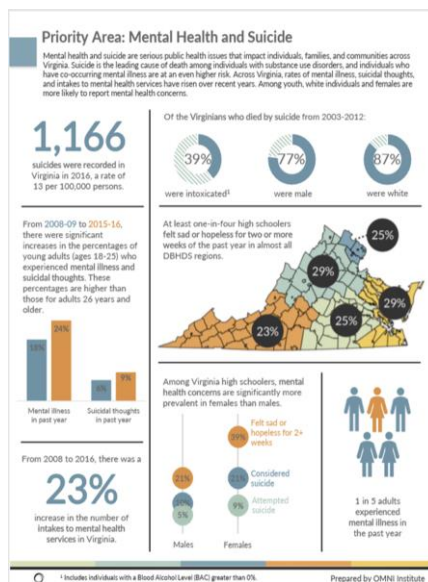 Priority Area: Mental Health and Suicide
Mental health and suicide are serious public health issues that impact individuals, families, and communities across
Virginia. Suicide is the leading cause of death among individuals with substance use disorders, and individuals who
have co-occurring mental illness are at an even higher risk. Across Virginia, rates of mental illness, suicidal thoughts,
and intakes to mental health services have risen over recent years. Among youth, white individuals and females are
more likely to report mental health concerns.
1,166
suicides were recorded in
Virginia in 2016, a rate of
13 per 100,000 persons.
Of the Virginians who died by suicide from 2003-2012:
39%
77%
87%
were intoxicated¹
were male
were white
From 2008-09 to 2015-16,
there were significant
increases in the percentages of
young adults (ages 18-25) who
experienced mental illness and
suicidal thoughts. These
percentages are higher than
those for adults 26 years and
older.
18%
24%
6%
9%
Mental illness
in past year
Suicidal thoughts
in past year
At least one-in-four high schoolers
felt sad or hopeless for two or more
weeks of the past year in almost all
DBHDS regions.
25%
29%
29%
25%
23%
From 2008 to 2016, there was a
23%
increase in the number of
intakes to mental health
services in Virginia.
Among Virginia high schoolers, mental
health concerns are significantly more
prevalent in females than males.
39%
Felt sad or
hopeless for 2+
weeks
21%
21%
Considered
suicide
10%
5%
9%
Attempted
suicide
Males
Females
1 in 5 adults
experienced
mental illness in
the past year
¹ Includes individuals with a Blood Alcohol Level (BAC) greater than 0%.
Prepared by OMNI Institute